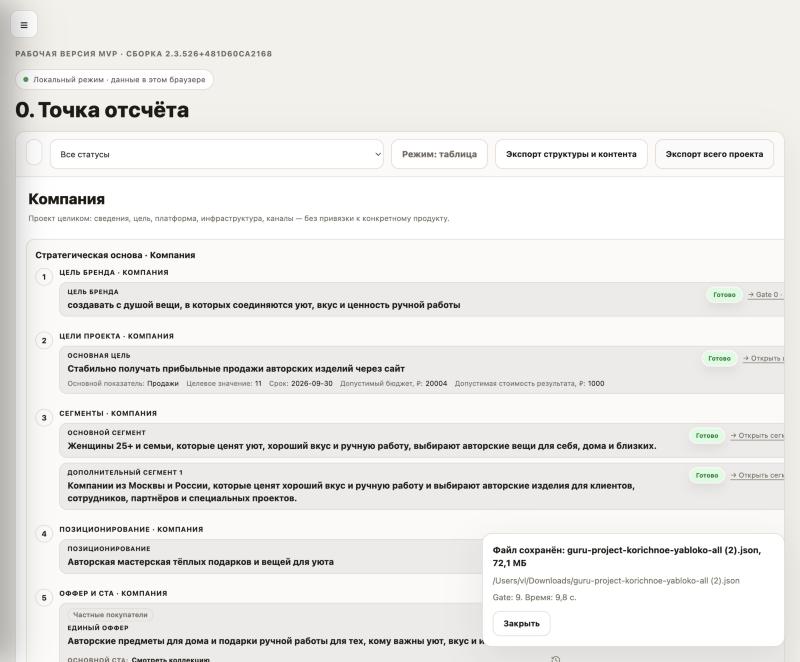 РАБОЧАЯ ВЕРСИЯ MVP · СБОРКА 2.3.526+481D60CA2168
Локальный режим · данные в этом браузере
0. Точка отсчёта
Все статусы
Режим: таблица
Экспорт структуры и контента
Экспорт всего проекта
Компания
Проект целиком: сведения, цель, платформа, инфраструктура, каналы — без привязки к конкретному продукту.
Стратегическая основа · Компания
1
ЦЕЛЬ БРЕНДА · КОМПАНИЯ
ЦЕЛЬ БРЕНДА
создавать с душой вещи, в которых соединяются уют, вкус и ценность ручной работы
Готово
→ Gate 0 ·
2
ЦЕЛИ ПРОЕКТА · КОМПАНИЯ
ОСНОВНАЯ ЦЕЛЬ
Стабильно получать прибыльные продажи авторских изделий через сайт
Основной показатель: Продажи Целевое значение: 11 Срок: 2026-09-30 Допустимый бюджет, ₽: 20004 Допустимая стоимость результата, ₽: 1000
Готово
→ Открыть
3
СЕГМЕНТЫ · КОМПАНИЯ
ОСНОВНОЙ СЕГМЕНТ
Женщины 25+ и семьи, которые ценят уют, хороший вкус и ручную работу, выбирают авторские вещи для себя, дома и близких.
Готово
→ Открыть сегм
ДОПОЛНИТЕЛЬНЫЙ СЕГМЕНТ 1
Компании из Москвы и России, которые ценят хороший вкус и ручную работу и выбирают авторские изделия для клиентов,
сотрудников, партнёров и специальных проектов.
Готово
→ Открыть сегм
4
ПОЗИЦИОНИРОВАНИЕ · КОМПАНИЯ
ПОЗИЦИОНИРОВАНИЕ
Авторская мастерская тёплых подарков и вещей для уюта
5
ОФФЕР И CTA · КОМПАНИЯ
Частные покупатели
ЕДИНЫЙ ОФФЕР
Авторские предметы для дома и подарки ручной работы для тех, кому важны уют, вкус и
ОСНОВНОЙ CTA: Смотреть коллекцию
Файл сохранён: guru-project-korichnoe-yabloko-all (2).json,
72,1 МБ
/Users/vl/Downloads/guru-project-korichnoe-yabloko-all (2).json
Gate: 9. Время: 9,8 с.
Закрыть